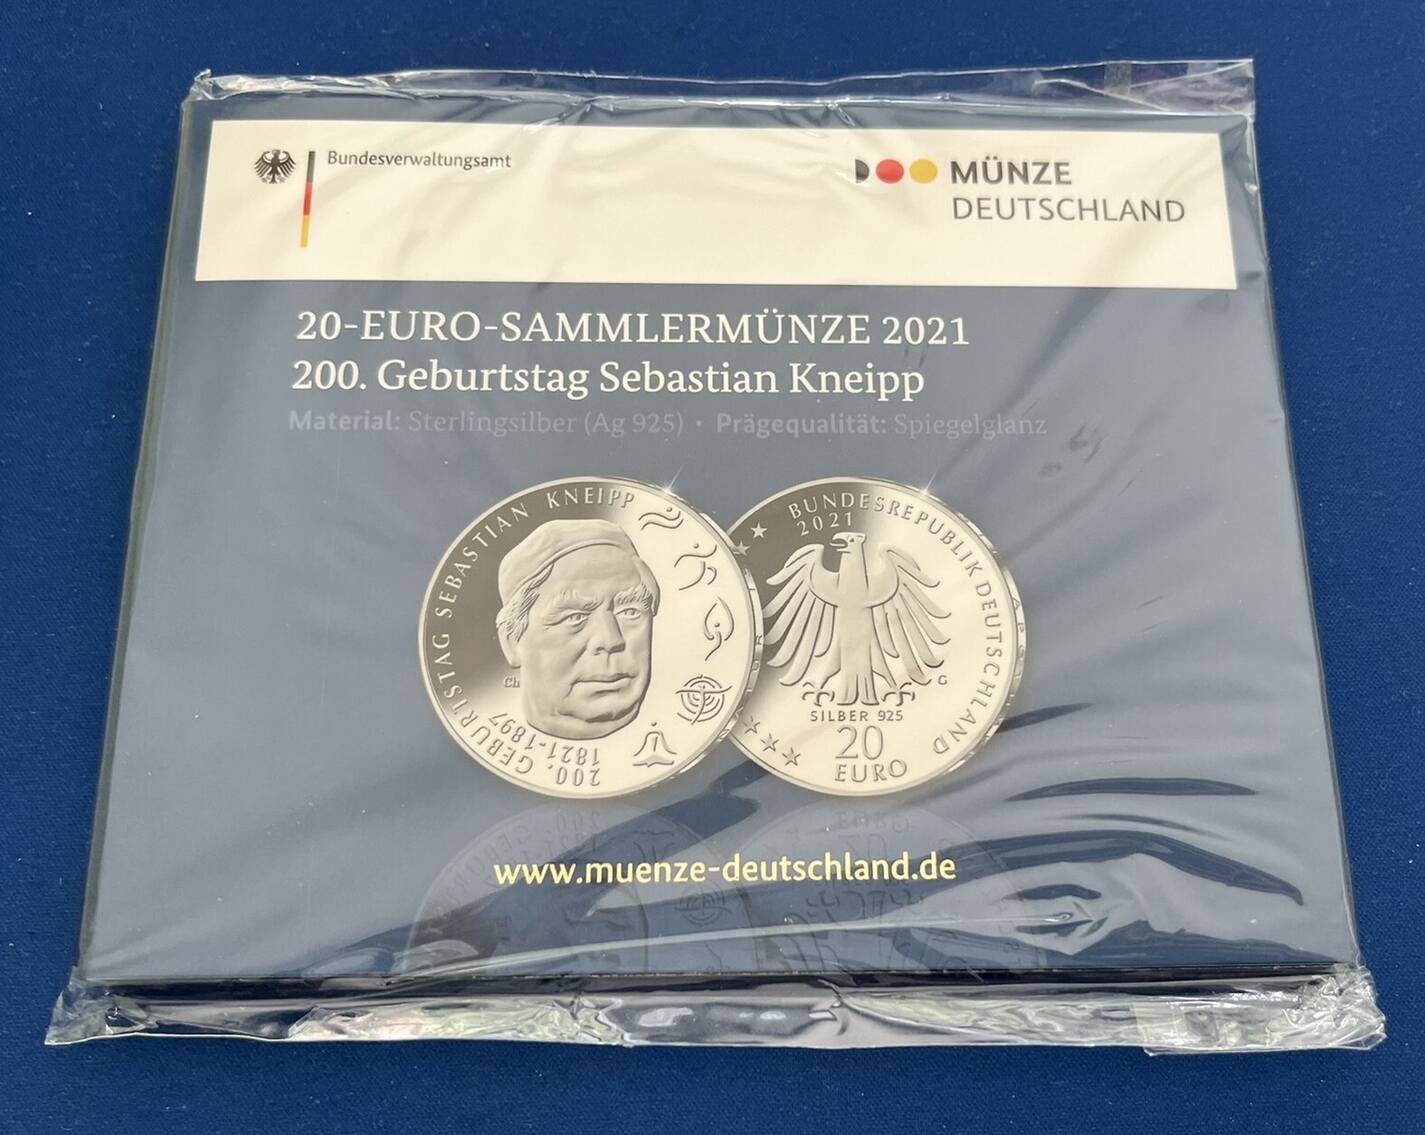 Bundesverwaltungsamt
MÜNZE
DEUTSCHLAND
20-EURO-SAMMLERMÜNZE 2021
200. Geburtstag Sebastian Kneipp
Material: Sterlingsilber (Ag 925) • Prägequalität: Spiegelglanz
200. GEBURTSTAG SEBASTIAN KNEIPP
1821-1897
Ch
BUNDESREPUBLIK DEUTSCHLAND
2021
G
SILBER 925
20
EURO
www.muenze-deutschland.de